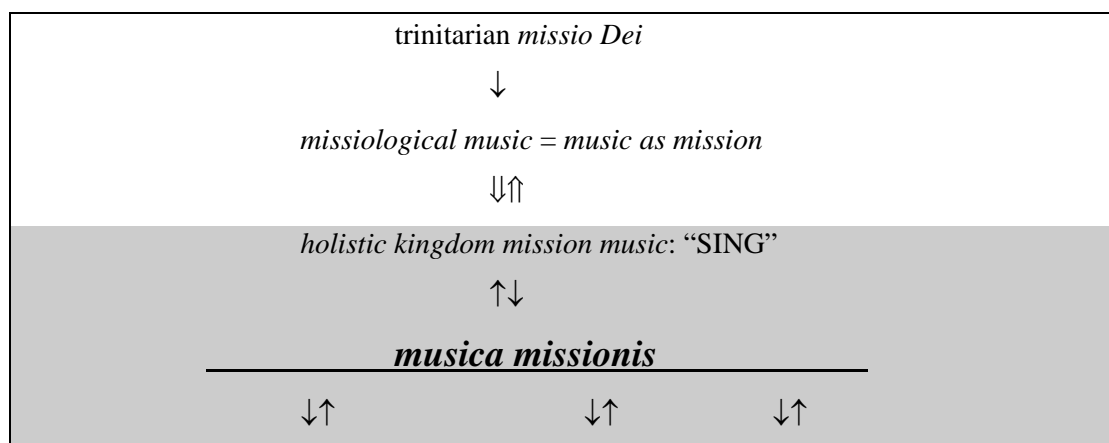 trinitarian missio Dei
↓
missiological music = music as mission
⇓⇑
holistic kingdom mission music: “SING”
↑↓
musica missionis
↓↑ ↓↑ ↓↑